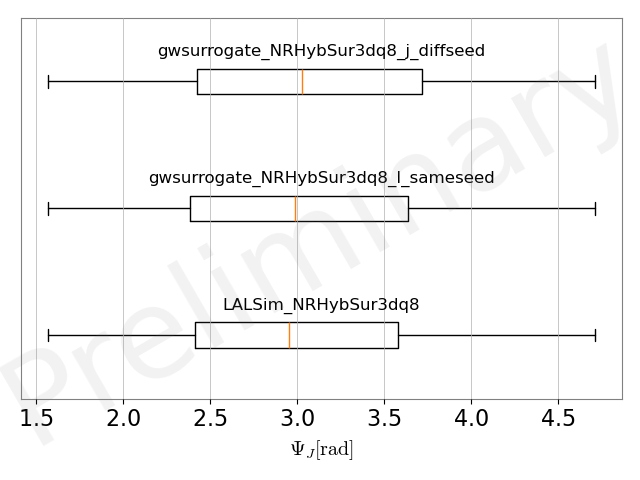 gwsurrogate_NRHybSur3dq8_j_diffseed
gwsurrogate_NRHybSur3dq8_l_sameseed
LALSim_NRHybSur3dq8
Preliminary
1.5 2.0 2.5 3.0 3.5 4.0 4.5
Ψ_J[rad]